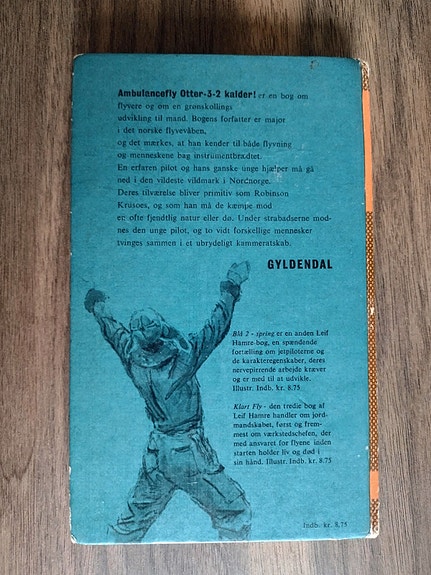 Ambulancefly Otter-3-2 kalder! er en bog om
flyvere og om en grønskollings
udvikling til mand. Bogens forfatter er major
i det norske flyvevåben,
og det mærkes, at han kender til både flyvning
og menneskene bag instrumentbrædtet.
En erfaren pilot og hans ganske unge hjælper må gå
ned i den vildeste vildmark i Nordnorge.
Deres tilværelse bliver primitiv som Robinson
Krusoes, og som han må de kæmpe mod
en ofte fjendtlig natur eller dø. Under strabadserne mod-
nes den unge pilot, og to vidt forskellige mennesker
tvinges sammen i et ubrydeligt kammeratskab.
GYLDENDAL
Blå 2 - spring er en anden Leif
Hamre-bog, en spændende
fortælling om jetpiloterne og
de karakteregenskaber, deres
nervepirrende arbejde kræver
og er med til at udvikle.
Illustr. Indb. kr. 8.75
Klart Fly - den tredie bog af
Leif Hamre handler om jord-
mandskabet, først og frem-
mest om værkstedschefen, der
med ansvaret for flyene inden
starten holder liv og død i
sin hånd. Illustr. Indb. kr. 8.75
Indb. kr. 8,75